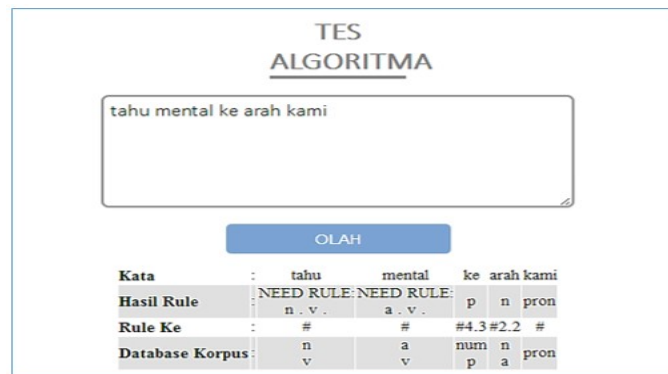 TES
ALGORITMA
tahu mental ke arah kami
OLAH
Kata : tahu mental ke arah kami
Hasil Rule : NEED RULE: NEED RULE: p n pron
n . v . a . v .
Rule Ke : # # #4.3 #2.2 #
Database Korpus : n a num n pron
v v p a